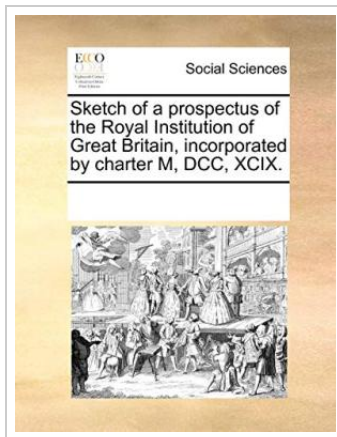 ECCO
Social Sciences
Sketch of a prospectus of
the Royal Institution of
Great Britain, incorporated
by charter M, DCC, XCIX.